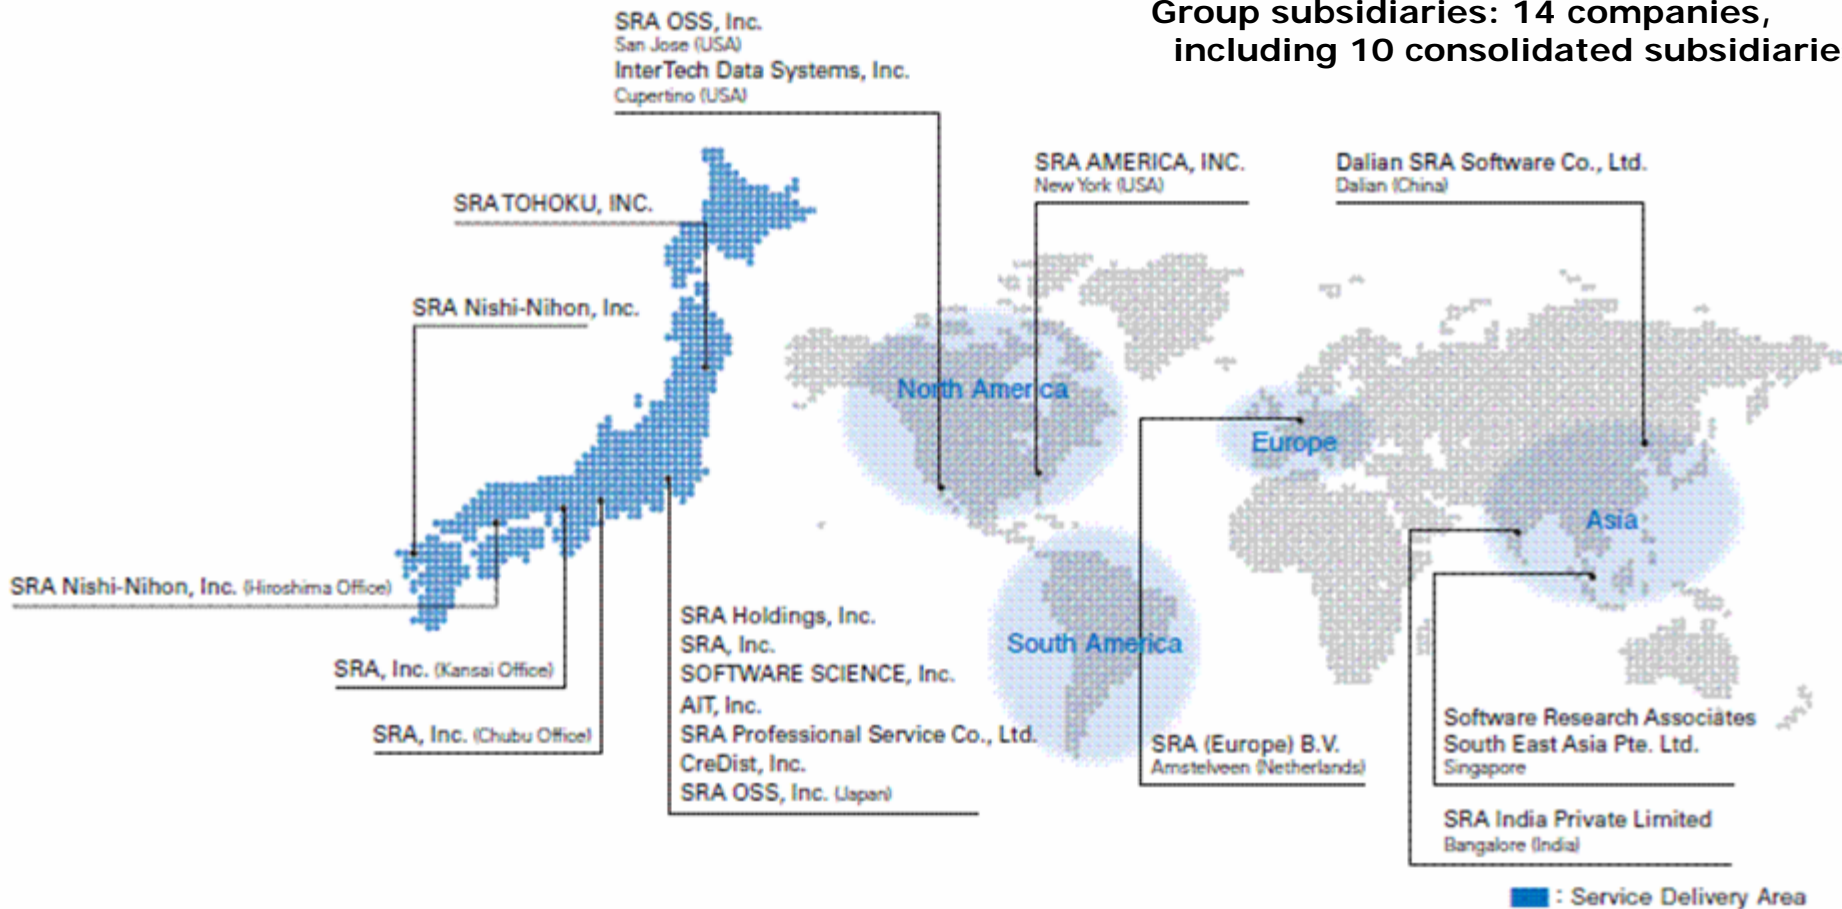 Group subsidiaries: 14 companies,
including 10 consolidated subsidiarie
SRA OSS, Inc.
San Jose (USA)
InterTech Data Systems, Inc.
Cupertino (USA)
SRA AMERICA, INC.
New York (USA)
Dalian SRA Software Co., Ltd.
Dalian (China)
SRA TOHOKU, INC.
SRA Nishi-Nihon, Inc.
North America
Europe
Asia
SRA Nishi-Nihon, Inc. (Hiroshima Office)
SRA, Inc. (Kansai Office)
SRA, Inc. (Chubu Office)
SRA Holdings, Inc.
SRA, Inc.
SOFTWARE SCIENCE, Inc.
AIT, Inc.
SRA Professional Service Co., Ltd.
CreDist, Inc.
SRA OSS, Inc. (Japan)
South America
SRA (Europe) B.V.
Amstelveen (Netherlands)
Software Research Associates
South East Asia Pte. Ltd.
Singapore
SRA India Private Limited
Bangalore (India)
: Service Delivery Area